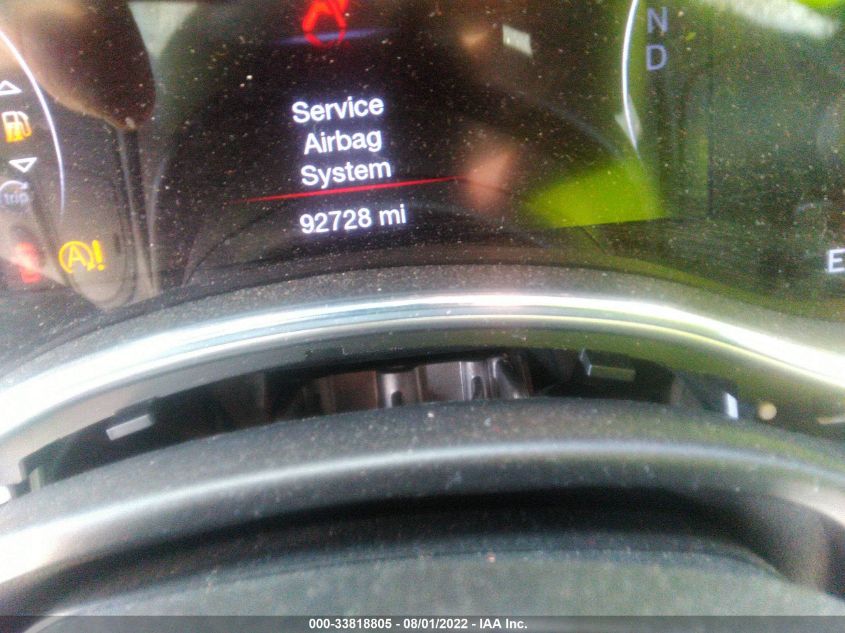 N
D
Service
Airbag
System
trip
92728 mi
A!
E
000-33818805 - 08/01/2022 - IAA Inc.